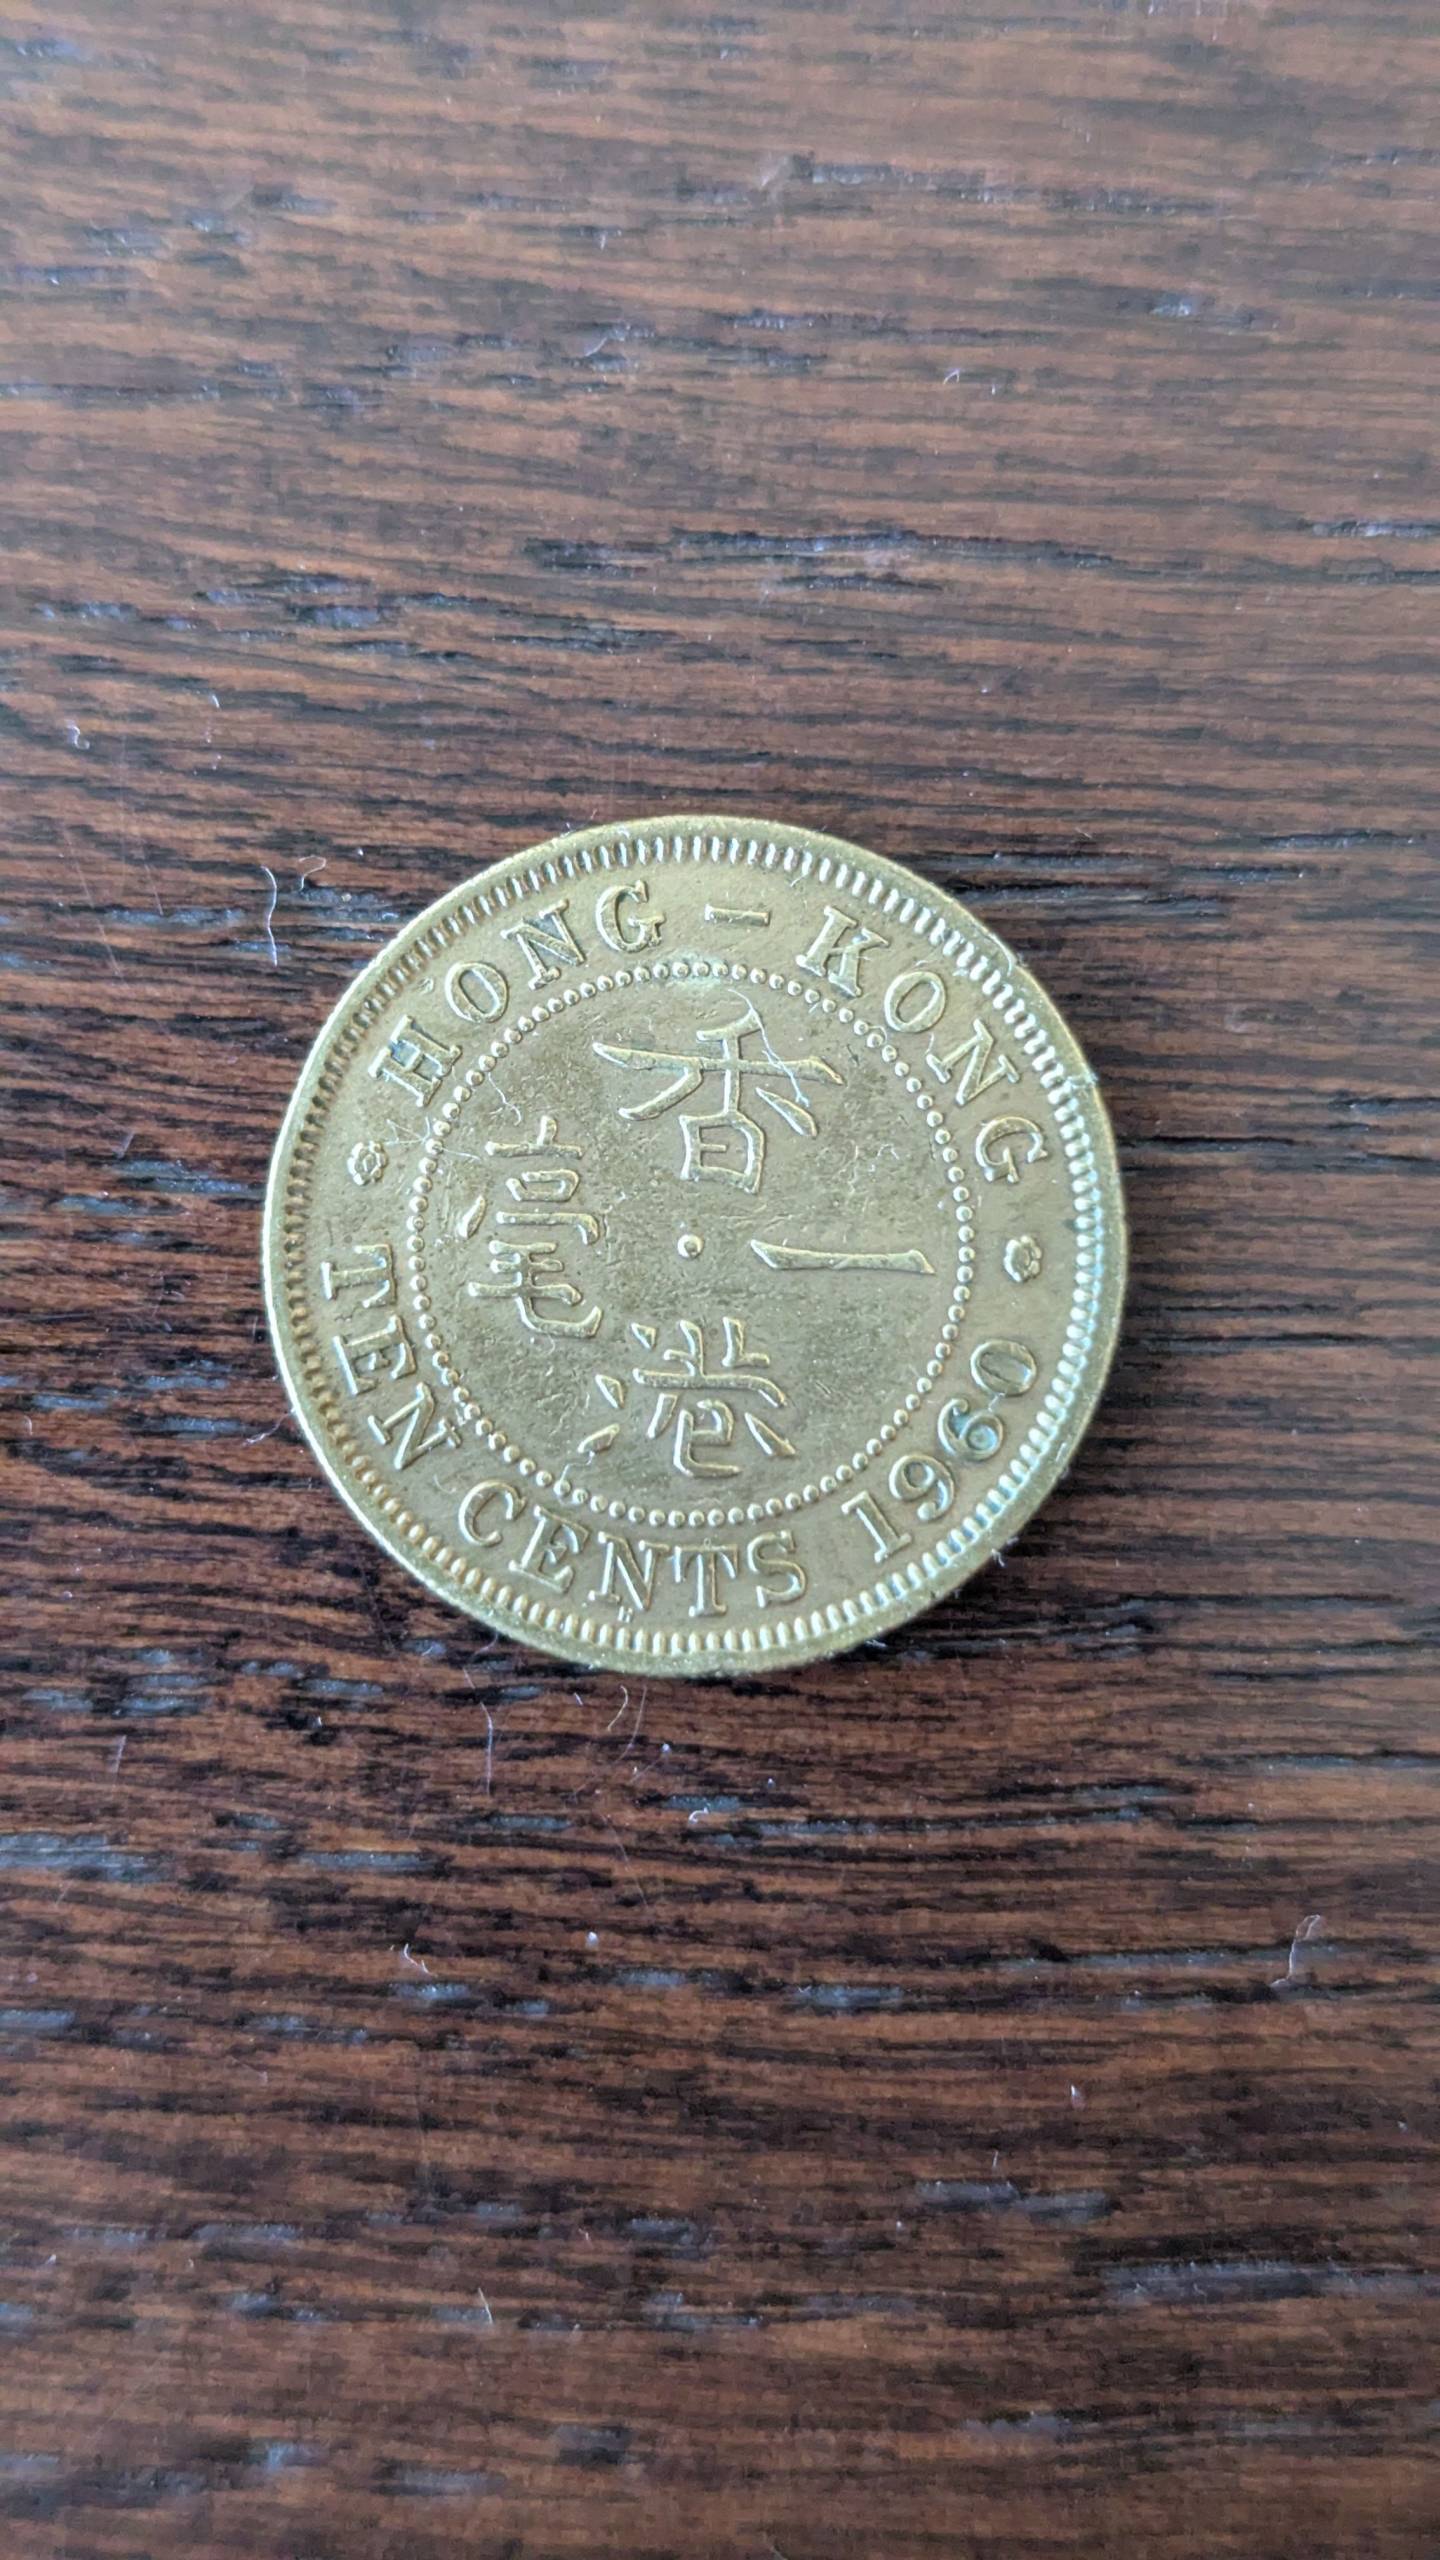 HONG - KONG
香港
一毫
TEN CENTS 1960
H